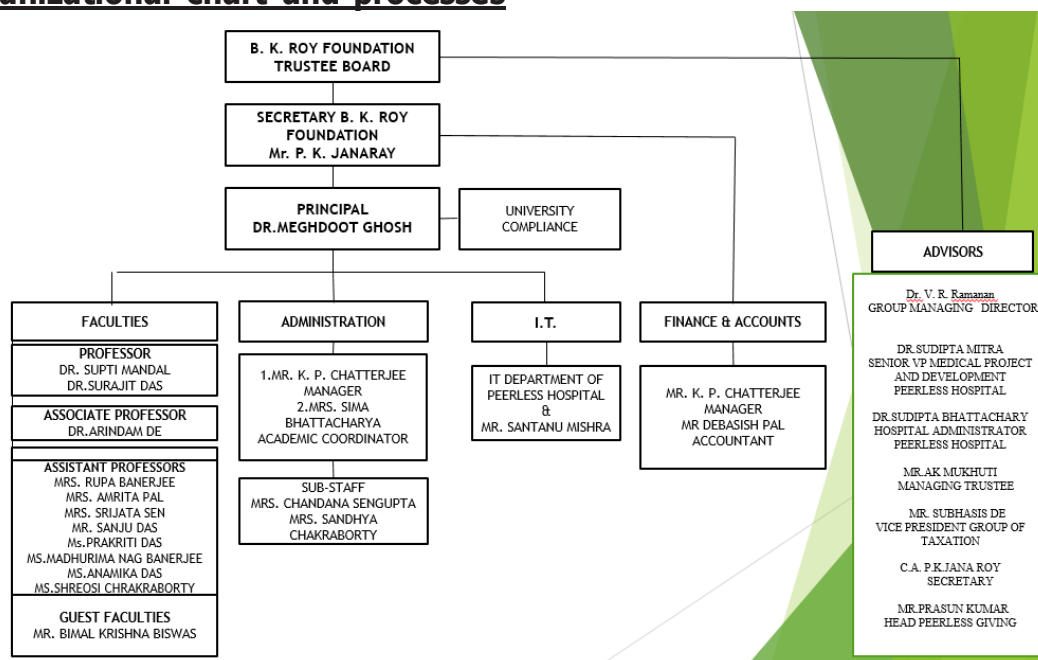 anizational chart and processes
B. K. ROY FOUNDATION
TRUSTEE BOARD
SECRETARY B. K. ROY
FOUNDATION
Mr. P. K. JANARAY
PRINCIPAL
DR.MEGHDOOT GHOSH
UNIVERSITY
COMPLIANCE
FACULTIES
PROFESSOR
DR. SUPTI MANDAL
DR.SURAJIT DAS
ASSOCIATE PROFESSOR
DR.ARINDAM DE
ASSISTANT PROFESSORS
MRS. RUPA BANERJEE
MRS. AMRITA PAL
MRS. SRIJATA SEN
MR. SANJU DAS
Ms.PRAKRITI DAS
MS.MADHURIMA NAG BANERJEE
MS.ANAMIKA DAS
MS.SHREOSI CHRAKRABORTY
GUEST FACULTIES
MR. BIMAL KRISHNA BISWAS
ADMINISTRATION
1.MR. K. P. CHATTERJEE
MANAGER
2.MRS. SIMA
BHATTACHARYA
ACADEMIC COORDINATOR
SUB-STAFF
MRS. CHANDANA SENGUPTA
MRS. SANDHYA
CHAKRABORTY
I.T.
IT DEPARTMENT OF
PEERLESS HOSPITAL
&
MR. SANTANU MISHRA
FINANCE & ACCOUNTS
MR. K. P. CHATTERJEE
MANAGER
MR DEBASISH PAL
ACCOUNTANT
ADVISORS
Dr. V. R. Ramanan
GROUP MANAGING DIRECTOR
DR.SUDIPTA MITRA
SENIOR VP MEDICAL PROJECT
AND DEVELOPMENT
PEERLESS HOSPITAL
DR.SUDIPTA BHATTACHARY
HOSPITAL ADMINISTRATOR
PEERLESS HOSPITAL
MR.AK MUKHUTI
MANAGING TRUSTEE
MR. SUBHASIS DE
VICE PRESIDENT GROUP OF
TAXATION
C.A. P.K.JANA ROY
SECRETARY
MR.PRASUN KUMAR
HEAD PEERLESS GIVING